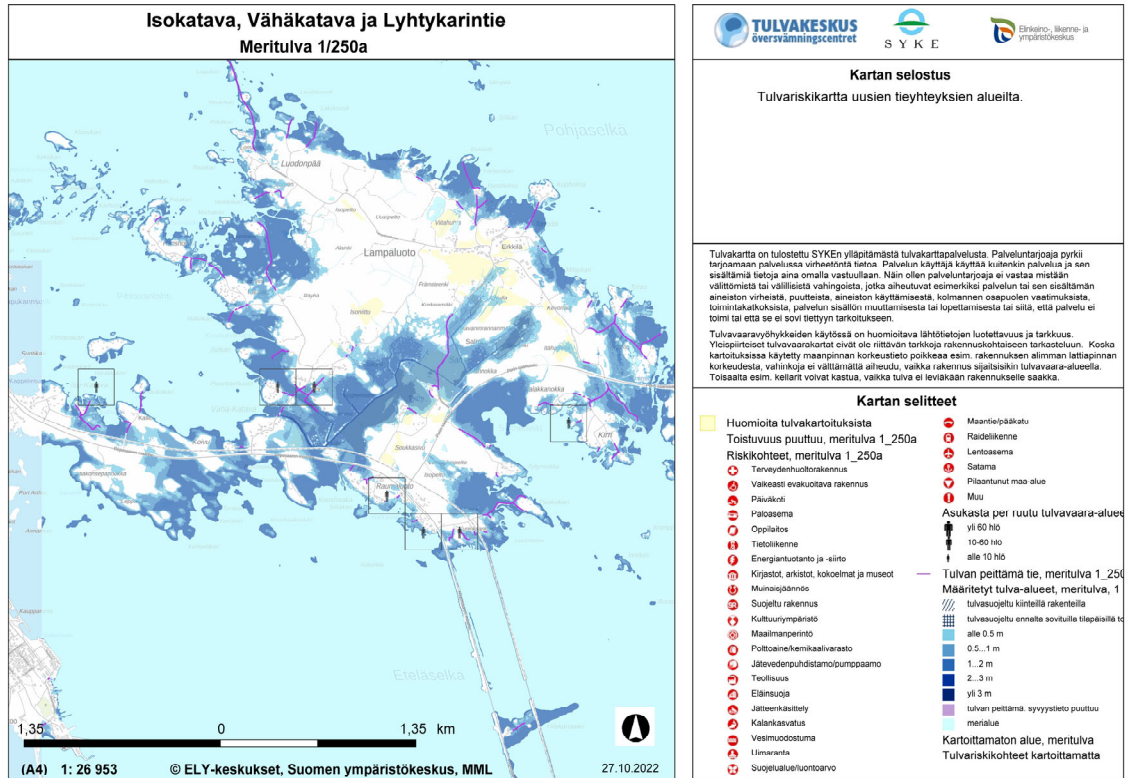 Isokatava, Vähäkatava ja Lyhtykarintie
Meritulva 1/250a
Pohjaselkä
Luodonpää
Viitaluhta
Erkkilä
Lampaluoto
Isonittu
Soukkasivu
Isopelto
Raumaluoto
Kirri
Eteläselkä
Kauppar
1,35
0
1,35 km
(A4) 1: 26 953
© ELY-keskukset, Suomen ympäristökeskus, MML
27.10.2022
TULVAKESKUS
översvämningscentret
SYKE
Elinkeino-, liikenne- ja
ympäristökeskus
Kartan selostus
Tulvariskikartta uusien tieyhteyksien alueilta.
Tulvakartta on tulostettu SYKEn ylläpitämästä tulvakarttapalvelusta. Palveluntarjoaja pyrkii
tarjoamaan palvelussa virheetöntä tietoa. Palvelun käyttäjä käyttää kuitenkin palvelua ja sen
sisältämiä tietoja aina omalla vastuullaan. Näin ollen palveluntarjoaja ei vastaa mistään
välittömistä tai välillisistä vahingoista, jotka aiheutuvat esimerkiksi palvelun tai sen sisältämän
aineiston virheistä, puutteista, aineiston käyttämisestä, kolmannen osapuolen vaatimuksista,
toimintakatkoksista, palvelun sisällön muuttamisesta tai lopettamisesta tai siitä, että palvelu ei
toimi tai että se ei sovi tiettyyn tarkoitukseen.
Tulvavaaravyöhykkeiden käytössä on huomioitava lähtötietojen luotettavuus ja tarkkuus.
Yleispiirteiset tulvavaarakartat eivät ole riittävän tarkkoja rakennuskohtaiseen tarkasteluun. Koska
kartoituksissa käytetty maanpinnan korkeustieto poikkeaa esim. rakennuksen alimman lattiapinnan
korkeudesta, vahinkoja ei välttämättä aiheudu, vaikka rakennus sijaitsisikin tulvavaara-alueella.
Toisaalta esim. kellarit voivat kastua, vaikka tulva ei leviäkään rakennukselle saakka.
Kartan selitteet
Huomioita tulvakartoituksista
Toistuvuus puuttuu, meritulva 1_250a
Riskikohteet, meritulva 1_250a
Terveydenhuoltorakennus
Vaikeasti evakuoitava rakennus
Päiväkoti
Paloasema
Oppilaitos
Tietoliikenne
Energiantuotanto ja -siirto
Kirjastot, arkistot, kokoelmat ja museot
Muinaisjäännös
Suojeltu rakennus
Kulttuuriympäristö
Maailmanperintö
Polttoaine/kemikaalivarasto
Jätevedenpuhdistamo/pumppaamo
Teollisuus
Eläinsuoja
Jätteenkäsittely
Kalankasvatus
Vesimuodostuma
Uimaranta
Suojelualue/luontoarvo
Maantie/pääkatu
Raideliikenne
Lentoasema
Satama
Pilaantunut maa-alue
Muu
Asukasta per ruutu tulvavaara-aluee
yli 60 hlö
10-60 hlö
alle 10 hlö
Tulvan peittämä tie, meritulva 1_250
Määritetyt tulva-alueet, meritulva, 1
tulvasuojeltu kiinteillä rakenteilla
tulvasuojeltu ennalta sovituilla tilapäisillä to
alle 0.5 m
0.5...1 m
1...2 m
2...3 m
yli 3 m
tulvan peittämä, syvyystieto puuttuu
merialue
Kartoittamaton alue, meritulva
Tulvariskikohteet kartoittamatta